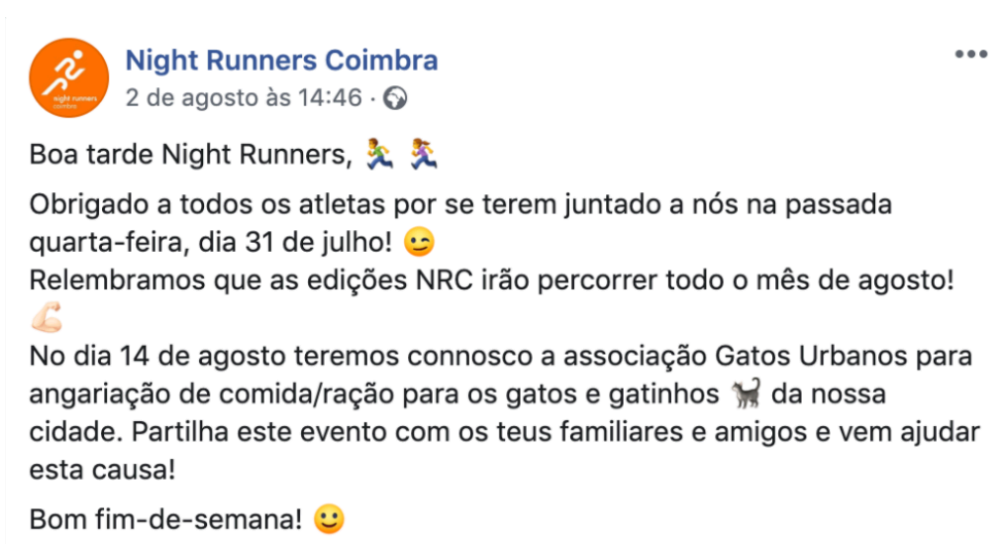 Night Runners Coimbra
2 de agosto às 14:46 ·
night runners
coimbra
Boa tarde Night Runners, 🏃‍♂️ 🏃‍♀️
Obrigado a todos os atletas por se terem juntado a nós na passada
quarta-feira, dia 31 de julho! 😉
Relembramos que as edições NRC irão percorrer todo o mês de agosto!
💪🏻
No dia 14 de agosto teremos connosco a associação Gatos Urbanos para
angariação de comida/ração para os gatos e gatinhos 🐈 da nossa
cidade. Partilha este evento com os teus familiares e amigos e vem ajudar
esta causa!
Bom fim-de-semana! 🙂